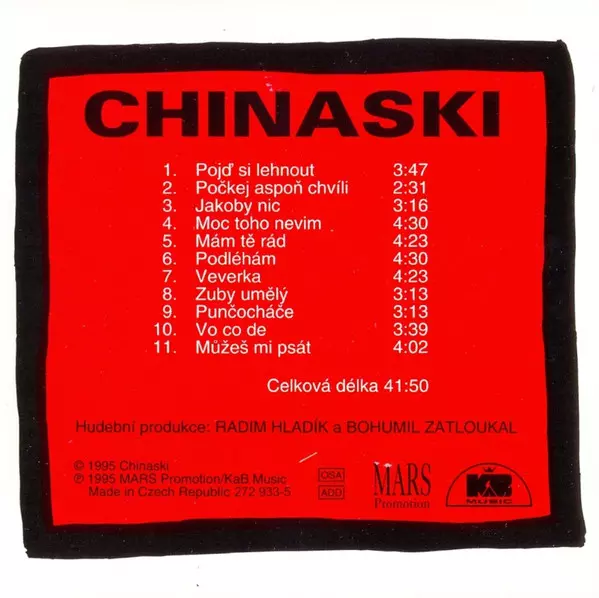 CHINASKI
1. Pojď si lehnout 3:47
2. Počkej aspoň chvíli 2:31
3. Jakoby nic 3:16
4. Moc toho nevim 4:30
5. Mám tě rád 4:23
6. Podléhám 4:30
7. Veverka 4:23
8. Zuby umělý 3:13
9. Punčocháče 3:13
10. Vo co de 3:39
11. Můžeš mi psát 4:02
Celková délka 41:50
Hudební produkce: RADIM HLADÍK a BOHUMIL ZATLOUKAL
© 1995 Chinaski
℗ 1995 MARS Promotion/KaB Music
Made in Czech Republic 272 933-5
OSA
ADD
MARS
Promotion
KAB
MUSIC